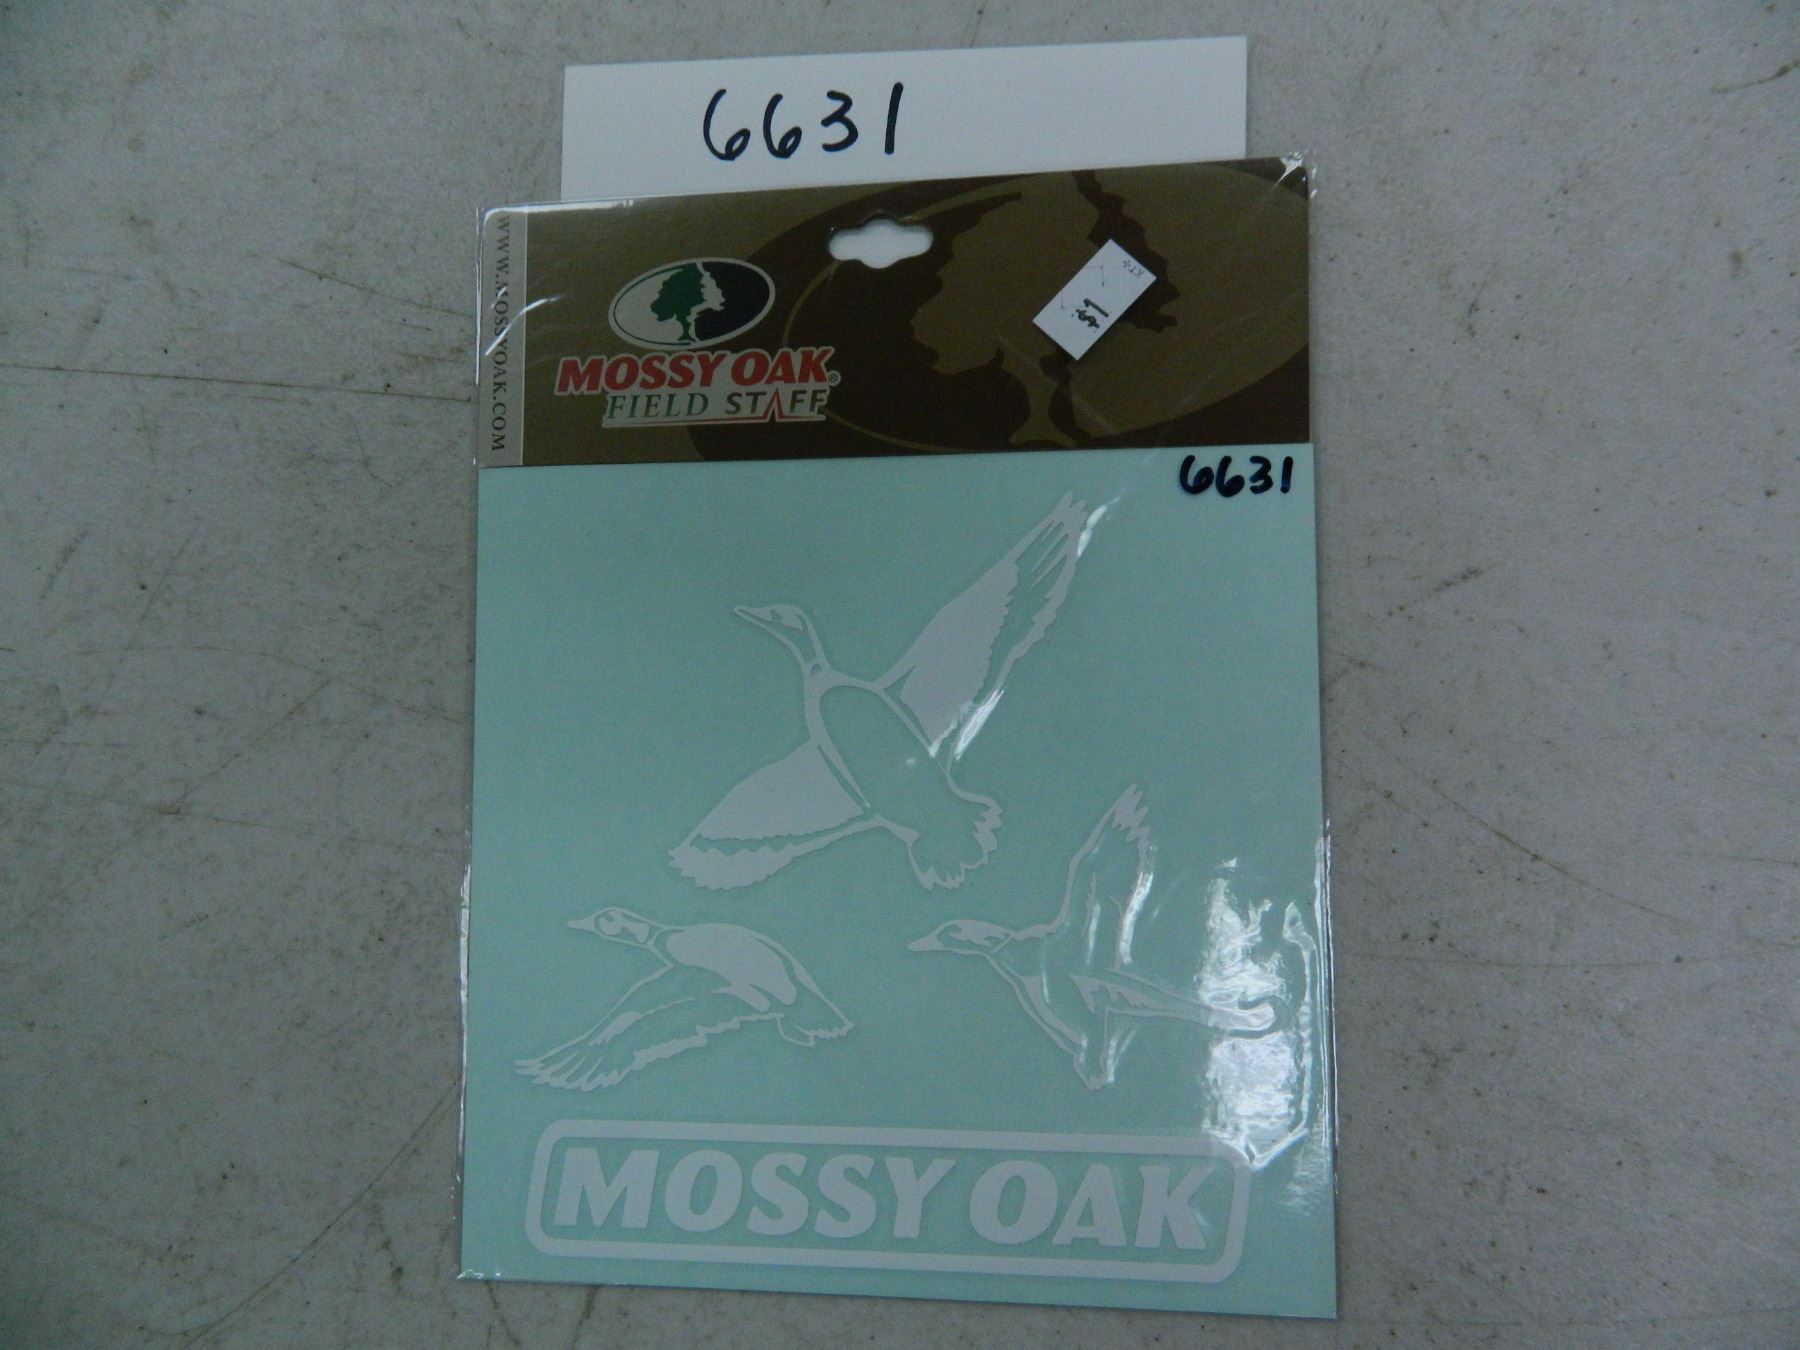 6631
WWW.MOSSYOAK.COM
MOSSY OAK®
FIELD STAFF
$1
6631
MOSSY OAK